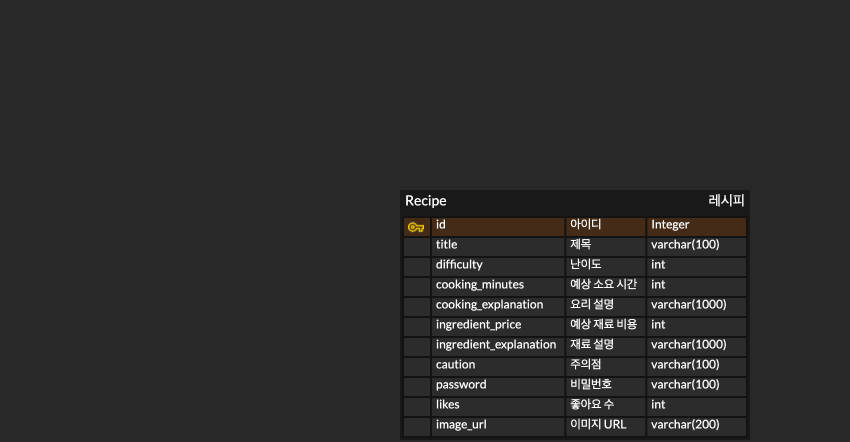 Recipe 레시피
id 아이디 Integer
title 제목 varchar(100)
difficulty 난이도 int
cooking_minutes 예상 소요 시간 int
cooking_explanation 요리 설명 varchar(1000)
ingredient_price 예상 재료 비용 int
ingredient_explanation 재료 설명 varchar(1000)
caution 주의점 varchar(100)
password 비밀번호 varchar(100)
likes 좋아요 수 int
image_url 이미지 URL varchar(200)